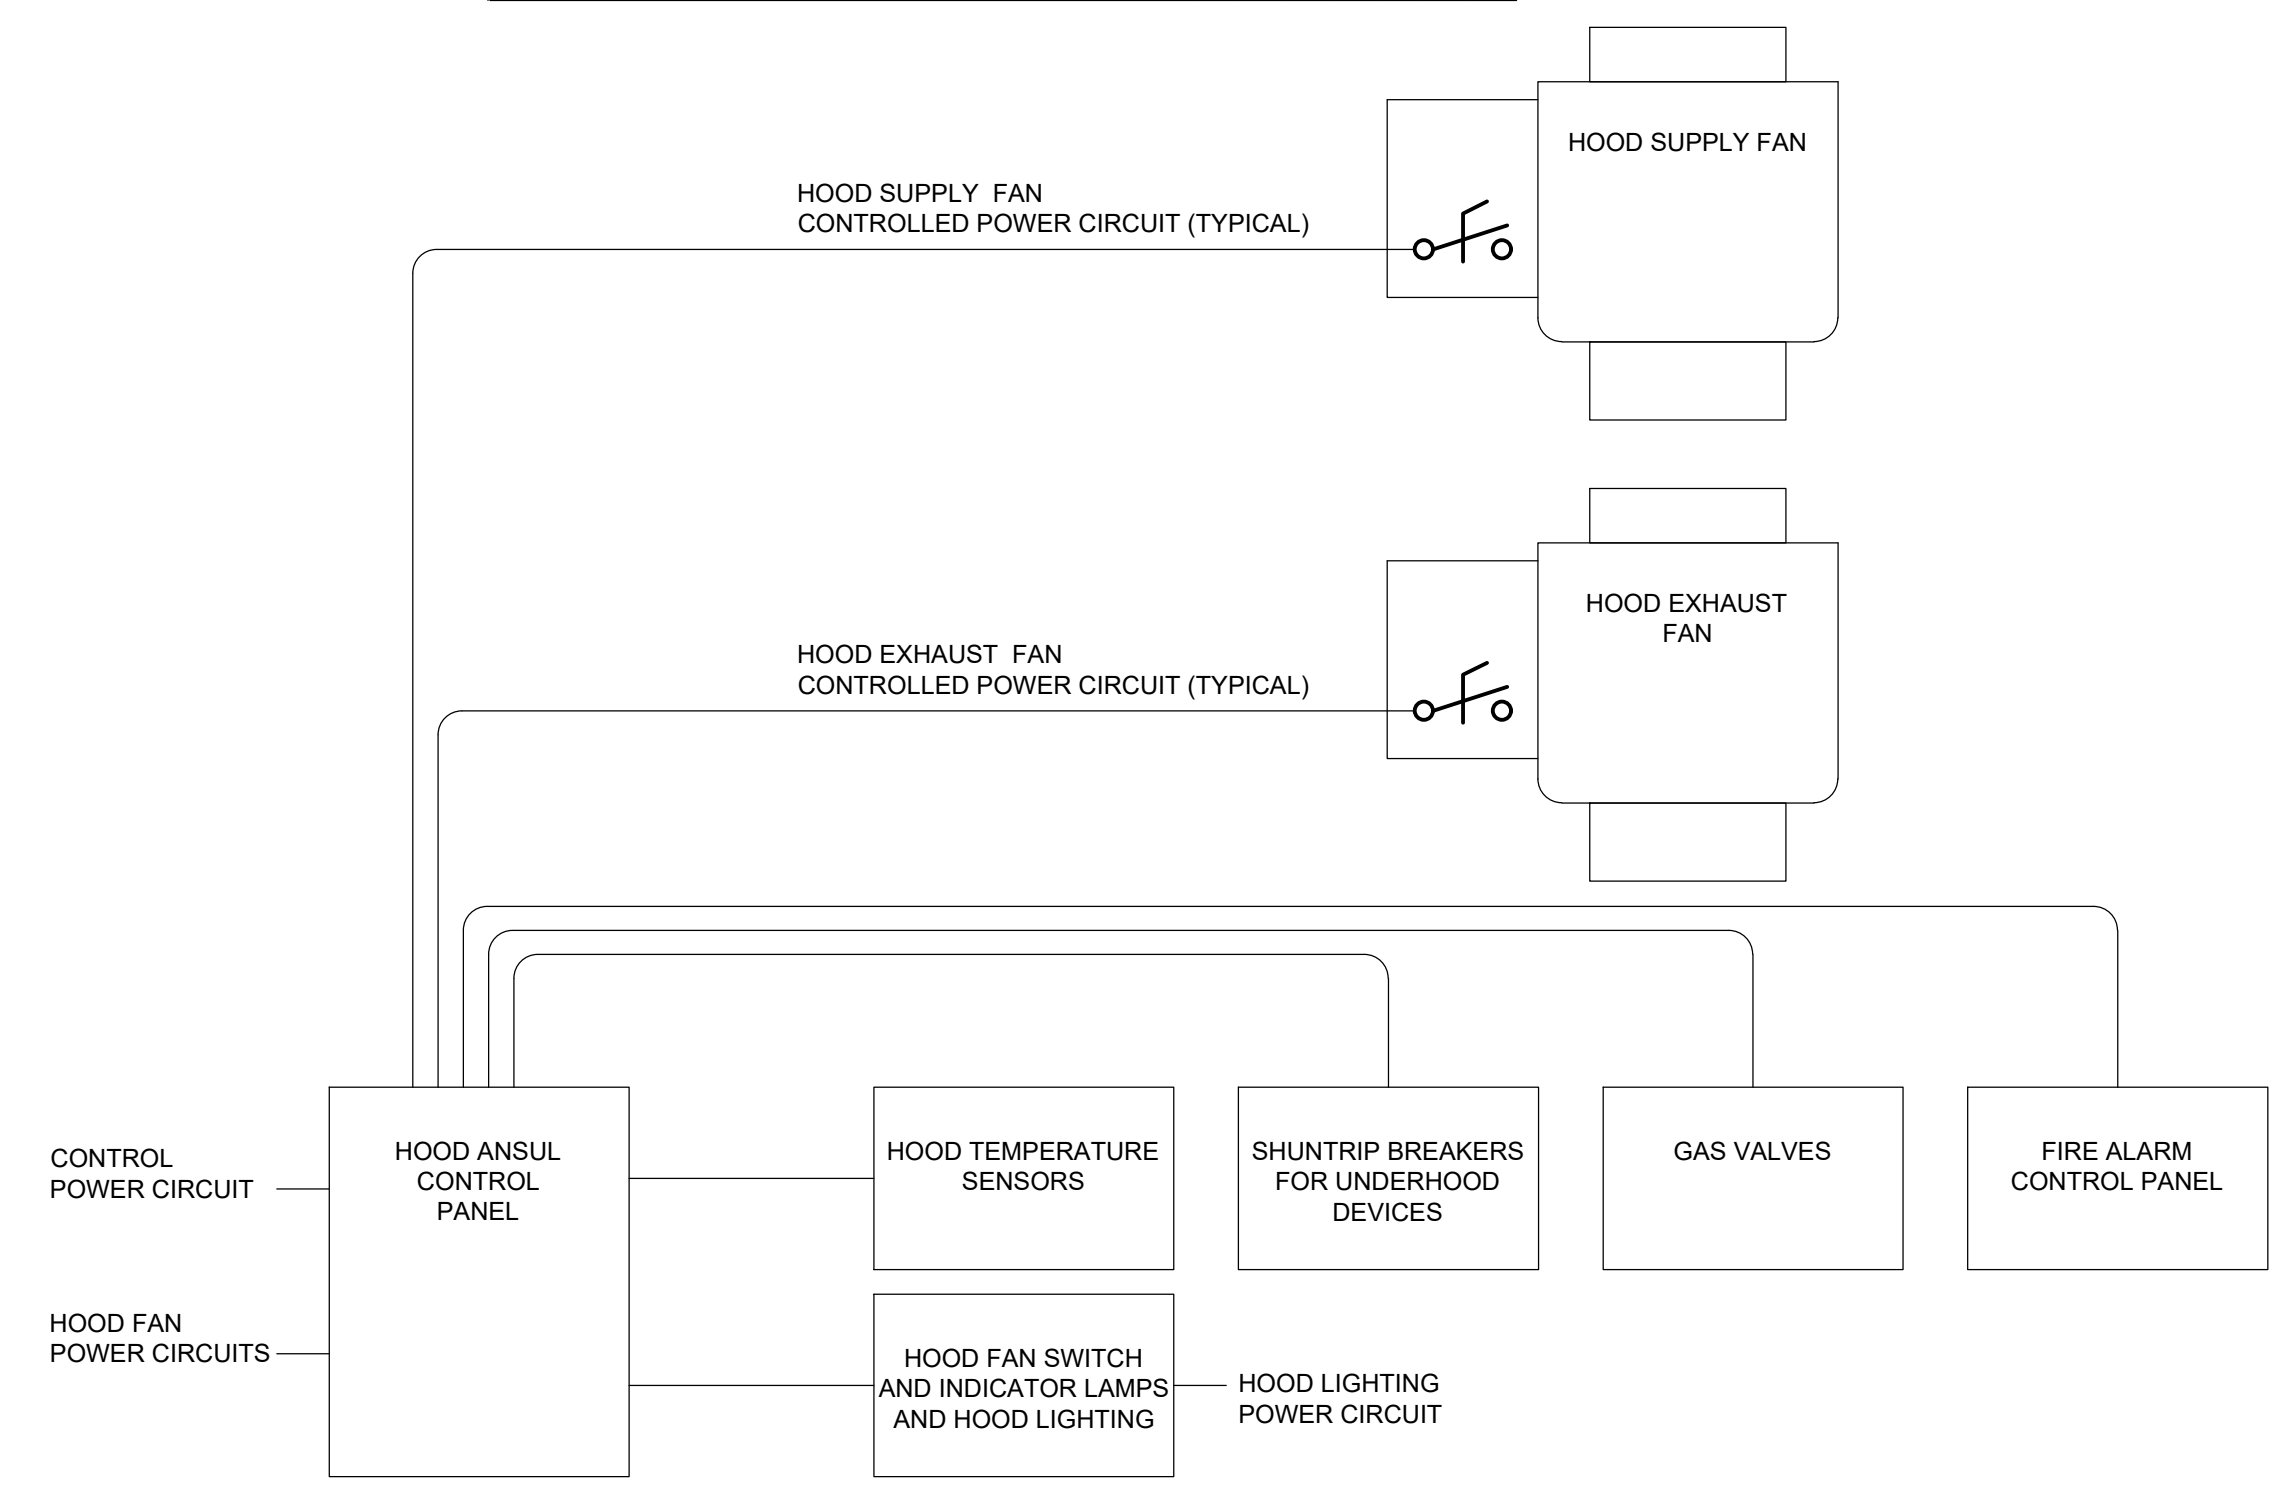 HOOD SUPPLY FAN
HOOD SUPPLY  FAN
CONTROLLED POWER CIRCUIT (TYPICAL)
HOOD EXHAUST
FAN
HOOD EXHAUST  FAN
CONTROLLED POWER CIRCUIT (TYPICAL)
CONTROL
POWER CIRCUIT
HOOD FAN
POWER CIRCUITS
HOOD ANSUL
CONTROL
PANEL
HOOD TEMPERATURE
SENSORS
SHUNTRIP BREAKERS
FOR UNDERHOOD
DEVICES
GAS VALVES
FIRE ALARM
CONTROL PANEL
HOOD FAN SWITCH
AND INDICATOR LAMPS
AND HOOD LIGHTING
HOOD LIGHTING
POWER CIRCUIT